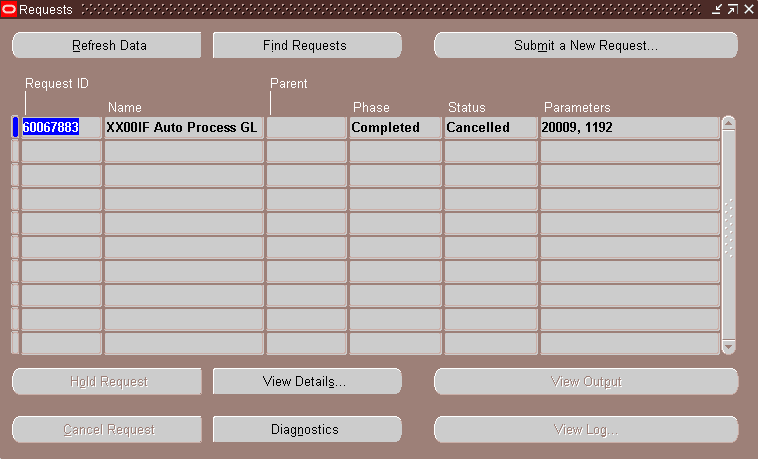 Requests
Refresh Data
Find Requests
Submit a New Request...
Request ID
Parent
Name
Phase
Status
Parameters
60067883
XX00IF Auto Process GL
Completed
Cancelled
20009, 1192
Hold Request
View Details...
View Output
Cancel Request
Diagnostics
View Log...